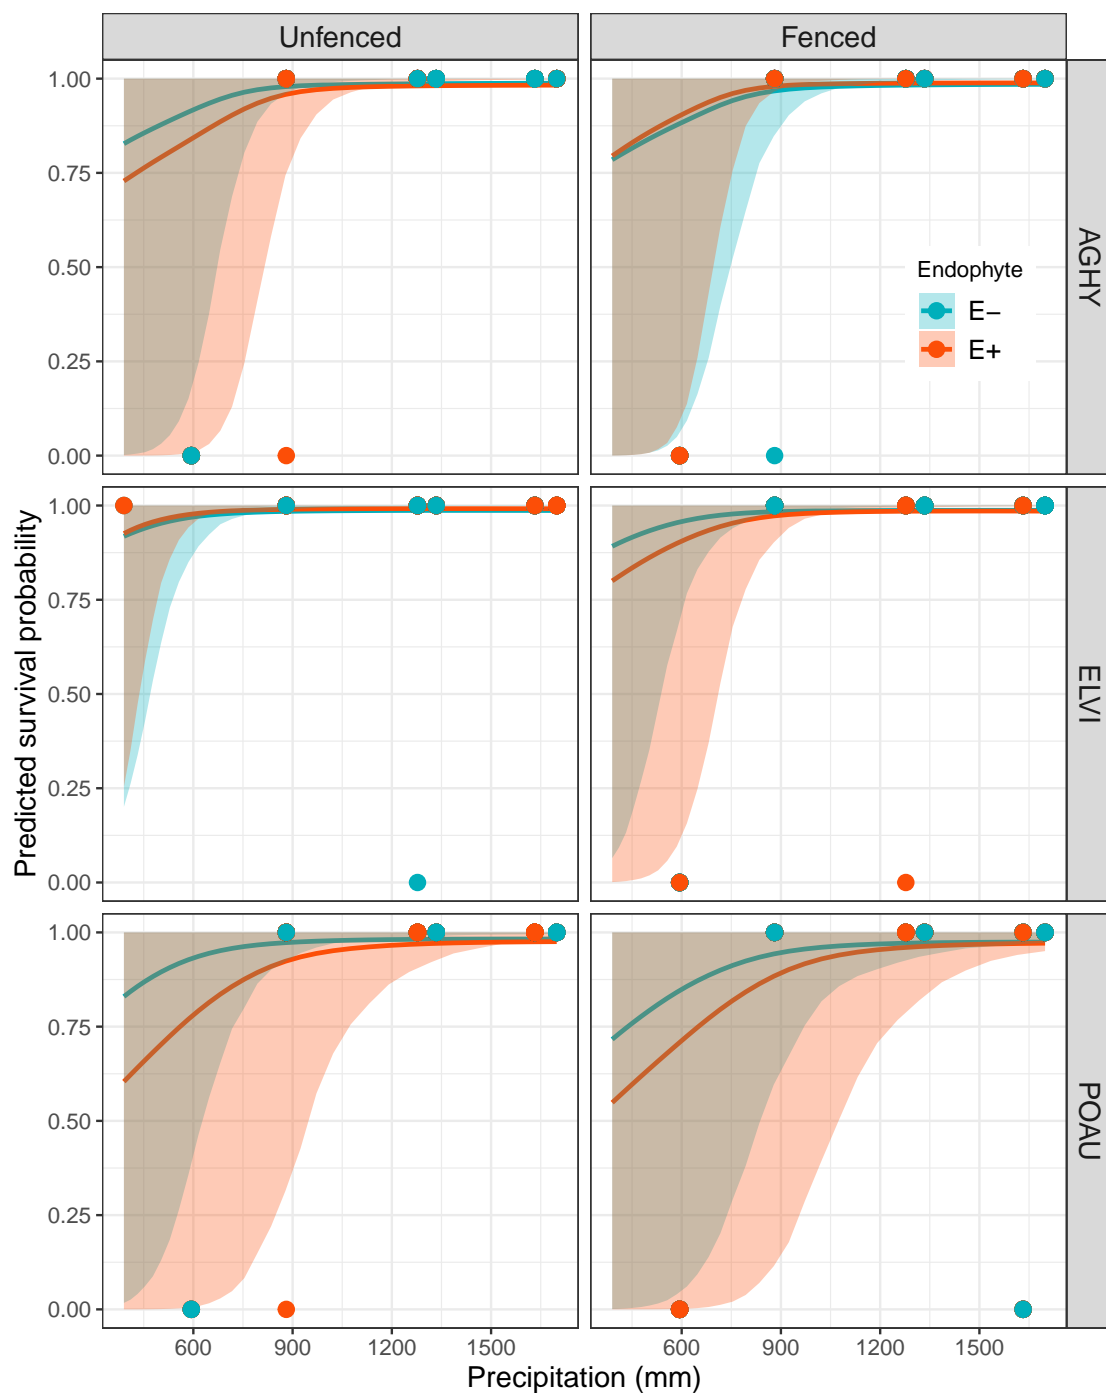 Unfenced Fenced
1.00
0.75
0.50
0.25
0.00
AGHY
Endophyte
E−
E+
1.00
0.75
0.50
0.25
0.00
ELVI
Predicted survival probability
1.00
0.75
0.50
0.25
0.00
POAU
600 900 1200 1500 600 900 1200 1500
Precipitation (mm)